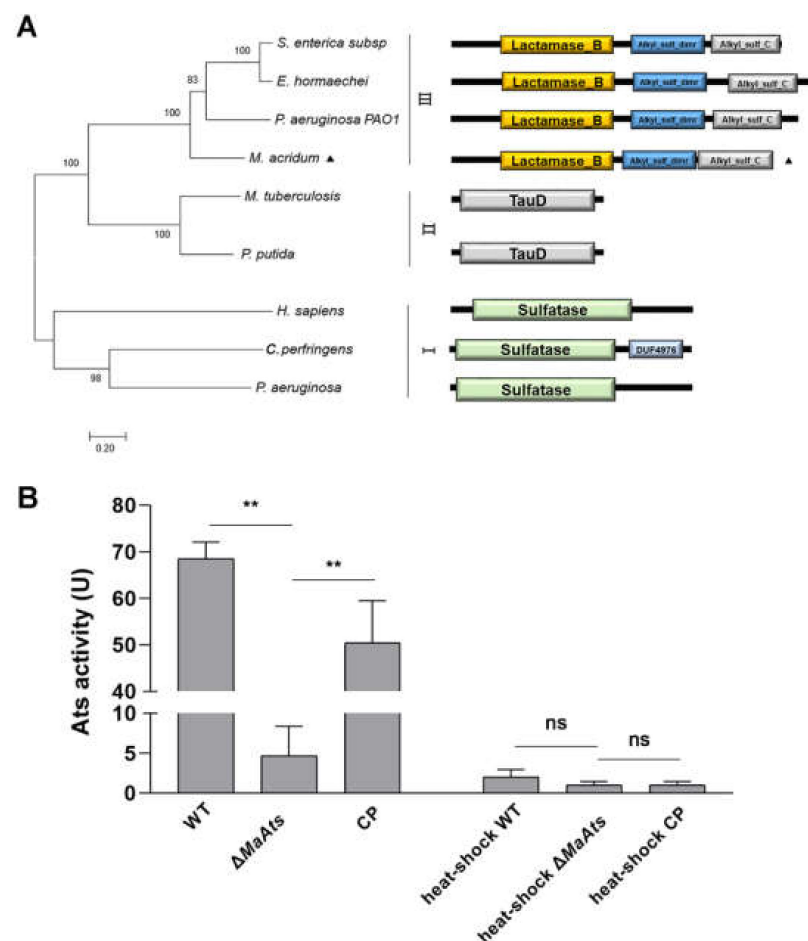 A
S. enterica subsp
E. hormaechei
P. aeruginosa PAO1
M. acridum ▲
M. tuberculosis
P. putida
H. sapiens
C. perfringens
P. aeruginosa
100
93
100
100
100
98
0.20
III
II
I
Lactamase_B Alkyl_sulf_dimr Alkyl_sulf_C
Lactamase_B Alkyl_sulf_dimr Alkyl_sulf_C
Lactamase_B Alkyl_sulf_dimr Alkyl_sulf_C
Lactamase_B Alkyl_sulf_dimr Alkyl_sulf_C ▲
TauD
TauD
Sulfatase
Sulfatase DUF4976
Sulfatase
B
Ats activity (U)
80
70
60
50
40
10
5
0
**
**
ns
ns
WT
ΔMaAts
CP
heat-shock WT
heat-shock ΔMaAts
heat-shock CP